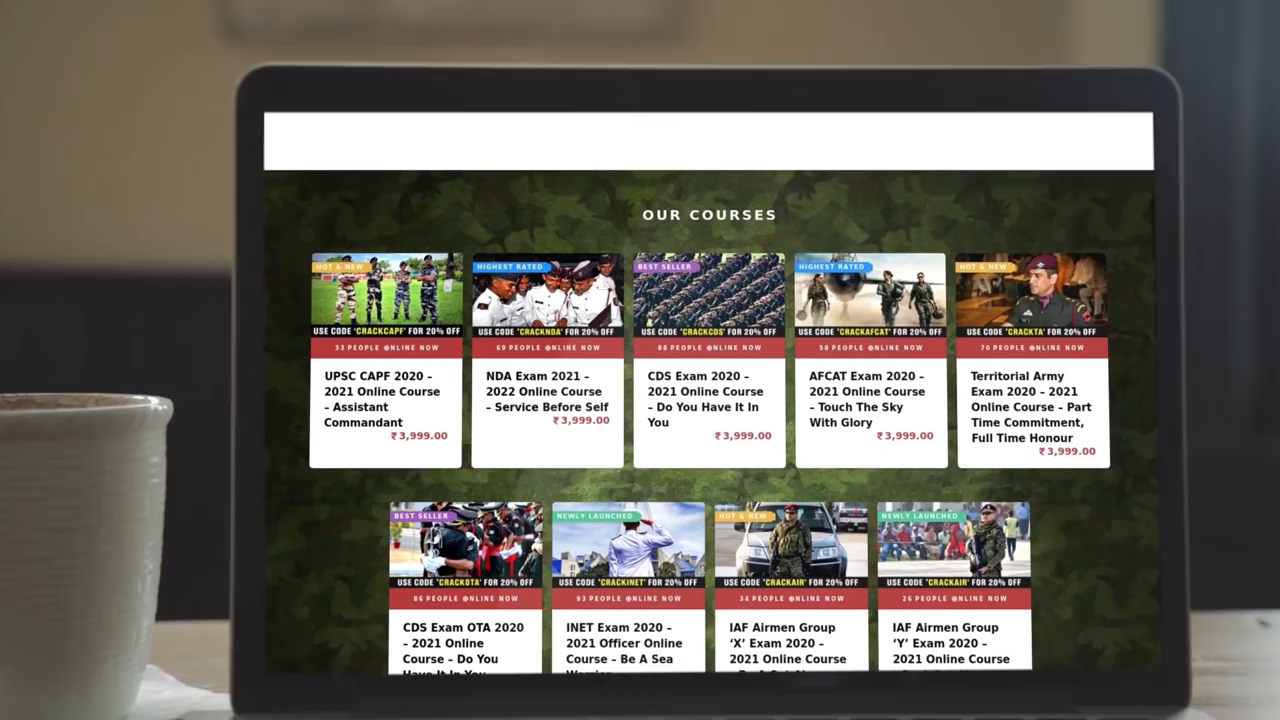 OUR COURSES
HOT & NEW
USE CODE 'CRACKCAPF' FOR 20% OFF
33 PEOPLE ONLINE NOW
UPSC CAPF 2020 –
2021 Online Course
– Assistant
Commandant
₹3,999.00
HIGHEST RATED
USE CODE 'CRACKNDA' FOR 20% OFF
69 PEOPLE ONLINE NOW
NDA Exam 2021 –
2022 Online Course
– Service Before Self
₹3,999.00
BEST SELLER
USE CODE 'CRACKCDS' FOR 20% OFF
88 PEOPLE ONLINE NOW
CDS Exam 2020 –
2021 Online Course
– Do You Have It In
You
₹3,999.00
HIGHEST RATED
USE CODE 'CRACKAFCAT' FOR 20% OFF
58 PEOPLE ONLINE NOW
AFCAT Exam 2020 –
2021 Online Course
– Touch The Sky
With Glory
₹3,999.00
HOT & NEW
USE CODE 'CRACKTA' FOR 20% OFF
70 PEOPLE ONLINE NOW
Territorial Army
Exam 2020 – 2021
Online Course – Part
Time Commitment,
Full Time Honour
₹3,999.00
BEST SELLER
USE CODE 'CRACKOTA' FOR 20% OFF
86 PEOPLE ONLINE NOW
CDS Exam OTA 2020
– 2021 Online
Course – Do You
Have It In You
NEWLY LAUNCHED
USE CODE 'CRACKINET' FOR 20% OFF
93 PEOPLE ONLINE NOW
INET Exam 2020 –
2021 Officer Online
Course – Be A Sea
HOT & NEW
USE CODE 'CRACKAIR' FOR 20% OFF
34 PEOPLE ONLINE NOW
IAF Airmen Group
‘X’ Exam 2020 –
2021 Online Course
NEWLY LAUNCHED
USE CODE 'CRACKAIR' FOR 20% OFF
26 PEOPLE ONLINE NOW
IAF Airmen Group
‘Y’ Exam 2020 –
2021 Online Course